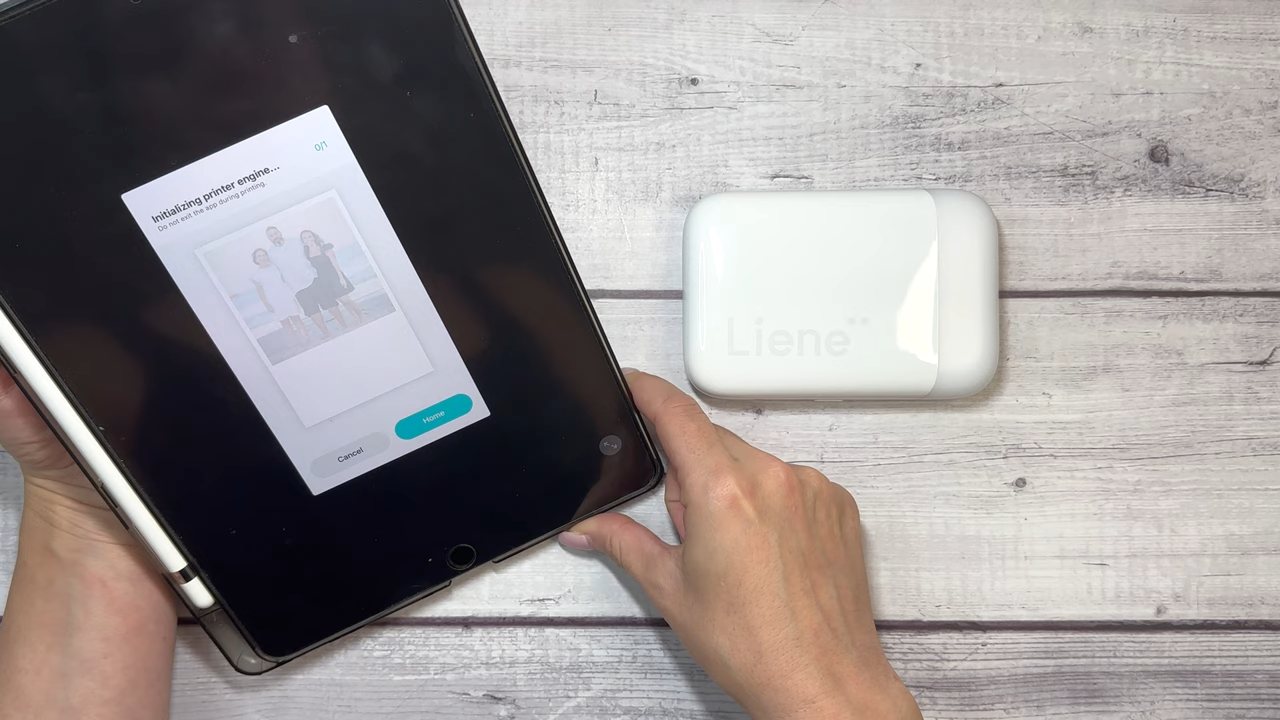 0/1
Initializing printer engine...
Do not exit the app during printing.
Home
Cancel
Liene